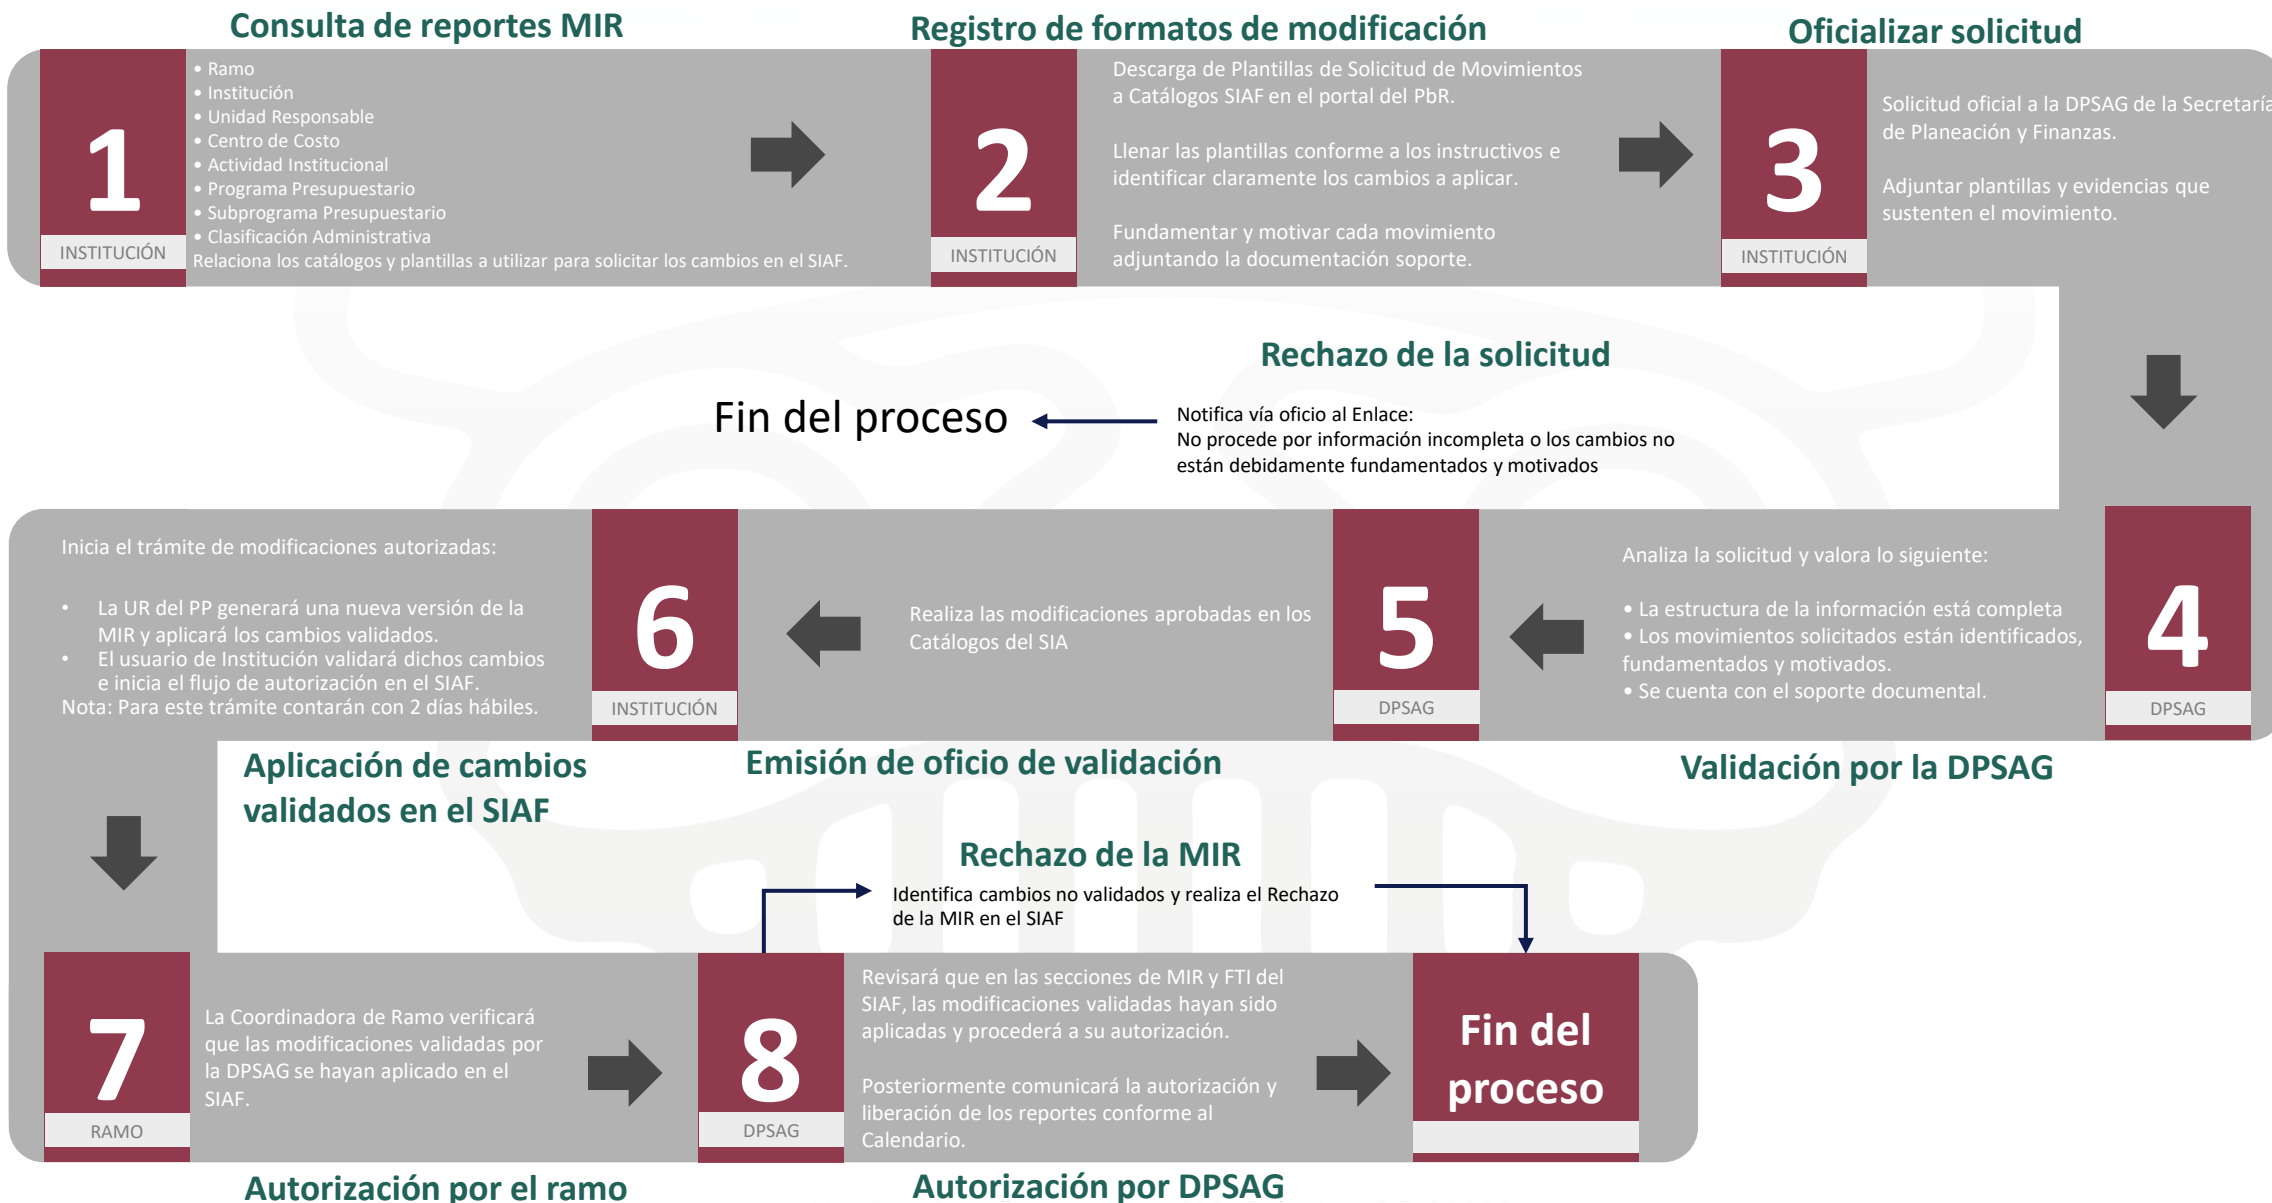 Consulta de reportes MIR
1
INSTITUCIÓN
• Ramo
• Institución
• Unidad Responsable
• Centro de Costo
• Actividad Institucional
• Programa Presupuestario
• Subprograma Presupuestario
• Clasificación Administrativa
Relaciona los catálogos y plantillas a utilizar para solicitar los cambios en el SIAF.
Registro de formatos de modificación
2
INSTITUCIÓN
Descarga de Plantillas de Solicitud de Movimientos
a Catálogos SIAF en el portal del PbR.
Llenar las plantillas conforme a los instructivos e
identificar claramente los cambios a aplicar.
Fundamentar y motivar cada movimiento
adjuntando la documentación soporte.
Oficializar solicitud
3
INSTITUCIÓN
Solicitud oficial a la DPSAG de la Secretaría
de Planeación y Finanzas.
Adjuntar plantillas y evidencias que
sustenten el movimiento.
Rechazo de la solicitud
Fin del proceso
Notifica vía oficio al Enlace:
No procede por información incompleta o los cambios no
están debidamente fundamentados y motivados
4
DPSAG
Analiza la solicitud y valora lo siguiente:
• La estructura de la información está completa
• Los movimientos solicitados están identificados,
fundamentados y motivados.
• Se cuenta con el soporte documental.
Validación por la DPSAG
5
DPSAG
Realiza las modificaciones aprobadas en los
Catálogos del SIA
Emisión de oficio de validación
6
INSTITUCIÓN
Inicia el trámite de modificaciones autorizadas:
• La UR del PP generará una nueva versión de la
MIR y aplicará los cambios validados.
• El usuario de Institución validará dichos cambios
e inicia el flujo de autorización en el SIAF.
Nota: Para este trámite contarán con 2 días hábiles.
Aplicación de cambios
validados en el SIAF
Rechazo de la MIR
Identifica cambios no validados y realiza el Rechazo
de la MIR en el SIAF
7
RAMO
La Coordinadora de Ramo verificará
que las modificaciones validadas por
la DPSAG se hayan aplicado en el
SIAF.
Autorización por el ramo
8
DPSAG
Revisará que en las secciones de MIR y FTI del
SIAF, las modificaciones validadas hayan sido
aplicadas y procederá a su autorización.
Posteriormente comunicará la autorización y
liberación de los reportes conforme al
Calendario.
Autorización por DPSAG
Fin del
proceso